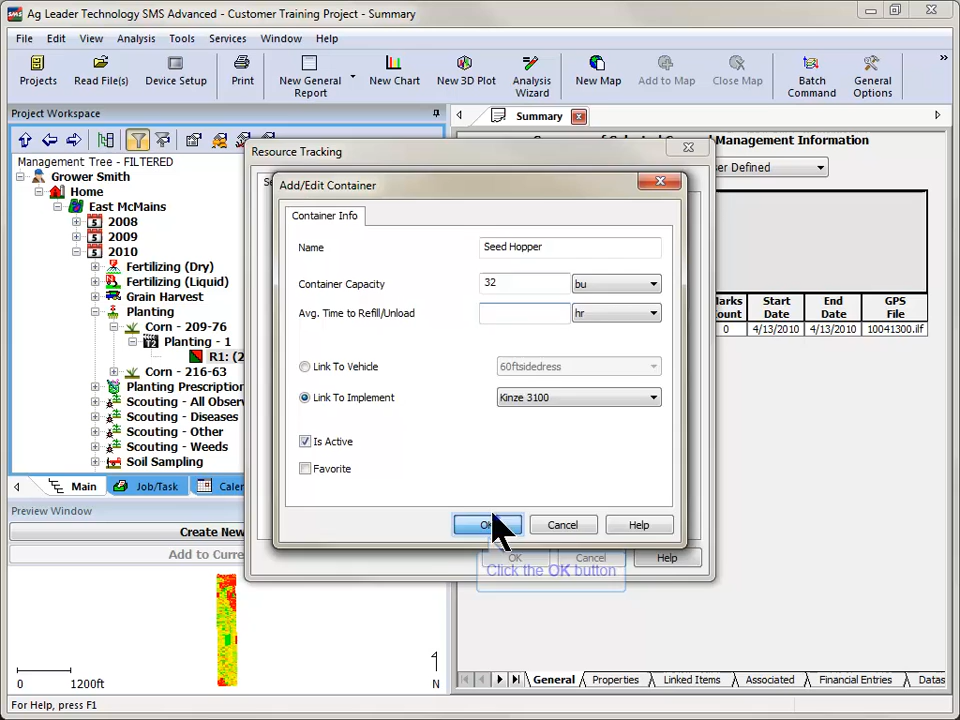 Ag Leader Technology SMS Advanced - Customer Training Project - Summary
File Edit View Analysis Tools Services Window Help
Projects Read File(s) Device Setup Print New General Report New Chart New 3D Plot Analysis Wizard New Map Add to Map Close Map Batch Command General Options
Project Workspace
Summary
Management Tree - FILTERED
Grower Smith
Home
East McMains
2008
2009
2010
Fertilizing (Dry)
Fertilizing (Liquid)
Grain Harvest
Planting
Corn - 209-76
Planting - 1
R1: (2
Corn - 216-63
Planting Prescription
Scouting - All Obser
Scouting - Diseases
Scouting - Other
Scouting - Weeds
Soil Sampling
Main Job/Task Caler
Preview Window
Create New
Add to Curre
0 1200ft
N
For Help, press F1
Resource Tracking
Se
Add/Edit Container
Container Info
Name Seed Hopper
Container Capacity 32 bu
Avg. Time to Refill/Unload hr
Link To Vehicle 60ftsidedress
Link To Implement Kinze 3100
Is Active
Favorite
OK Cancel Help
OK Cancel Help
Click the OK button
Management Information
ser Defined
Marks Count Start Date End Date GPS File
0 4/13/2010 4/13/2010 10041300.ilf
General Properties Linked Items Associated Financial Entries Datas